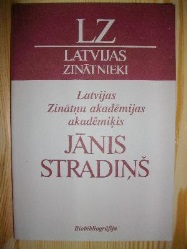 LZ
LATVIJAS
ZINĀTNIEKI
Latvijas
Zinātņu akadēmijas
akadēmiķis
JĀNIS
STRADIŅŠ
Biobibliogrāfija